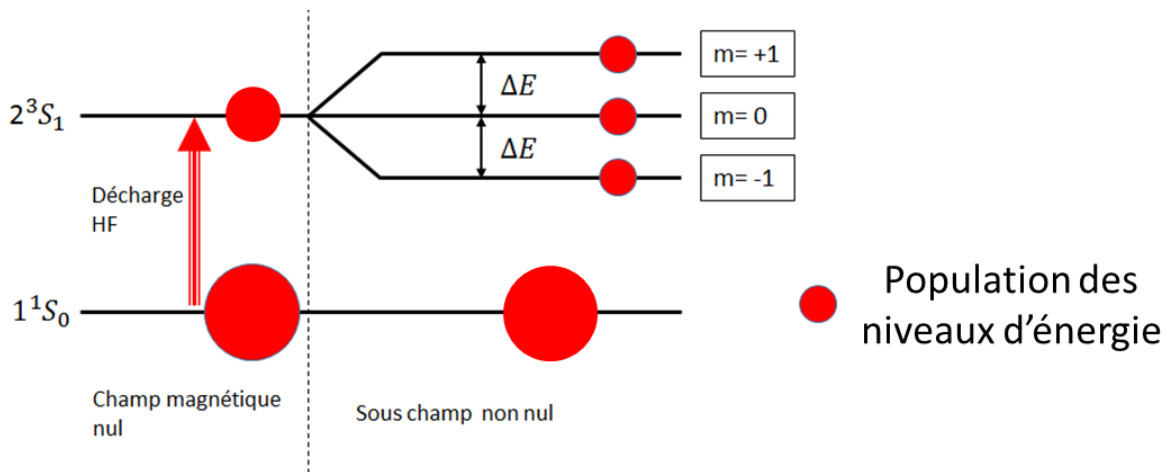 m= +1
ΔE
2³S₁
m= 0
ΔE
m= -1
Décharge
HF
1¹S₀
Population des
niveaux d'énergie
Champ magnétique
nul
Sous champ non nul